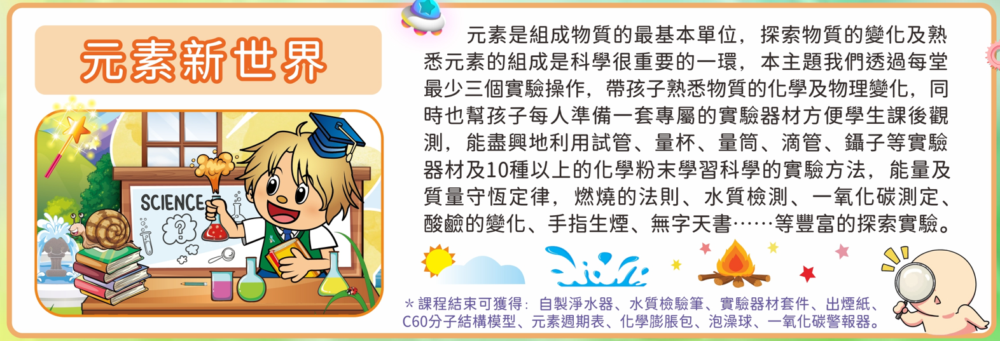 元素新世界
SCIENCE
?
元素是組成物質的最基本單位，探索物質的變化及熟
悉元素的組成是科學很重要的一環，本主題我們透過每堂
最少三個實驗操作，帶孩子熟悉物質的化學及物理變化，同
時也幫孩子每人準備一套專屬的實驗器材方便學生課後觀
測，能盡興地利用試管、量杯、量筒、滴管、鑷子等實驗
器材及10種以上的化學粉末學習科學的實驗方法，能量及
質量守恆定律，燃燒的法則、水質檢測、一氧化碳測定、
酸鹼的變化、手指生煙、無字天書……等豐富的探索實驗。
＊課程結束可獲得：自製淨水器、水質檢驗筆、實驗器材套件、出煙紙、
C60分子結構模型、元素週期表、化學膨脹包、泡澡球、一氧化碳警報器。